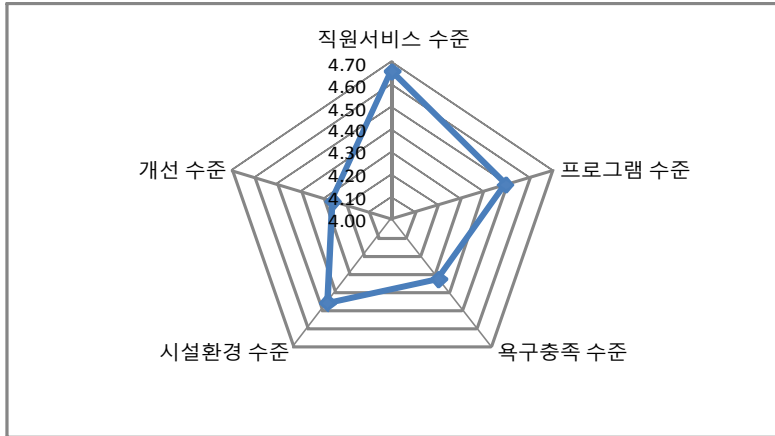 직원서비스 수준
4.70
4.60
4.50
4.40
4.30
4.20
4.10
4.00
개선 수준
프로그램 수준
시설환경 수준
욕구충족 수준